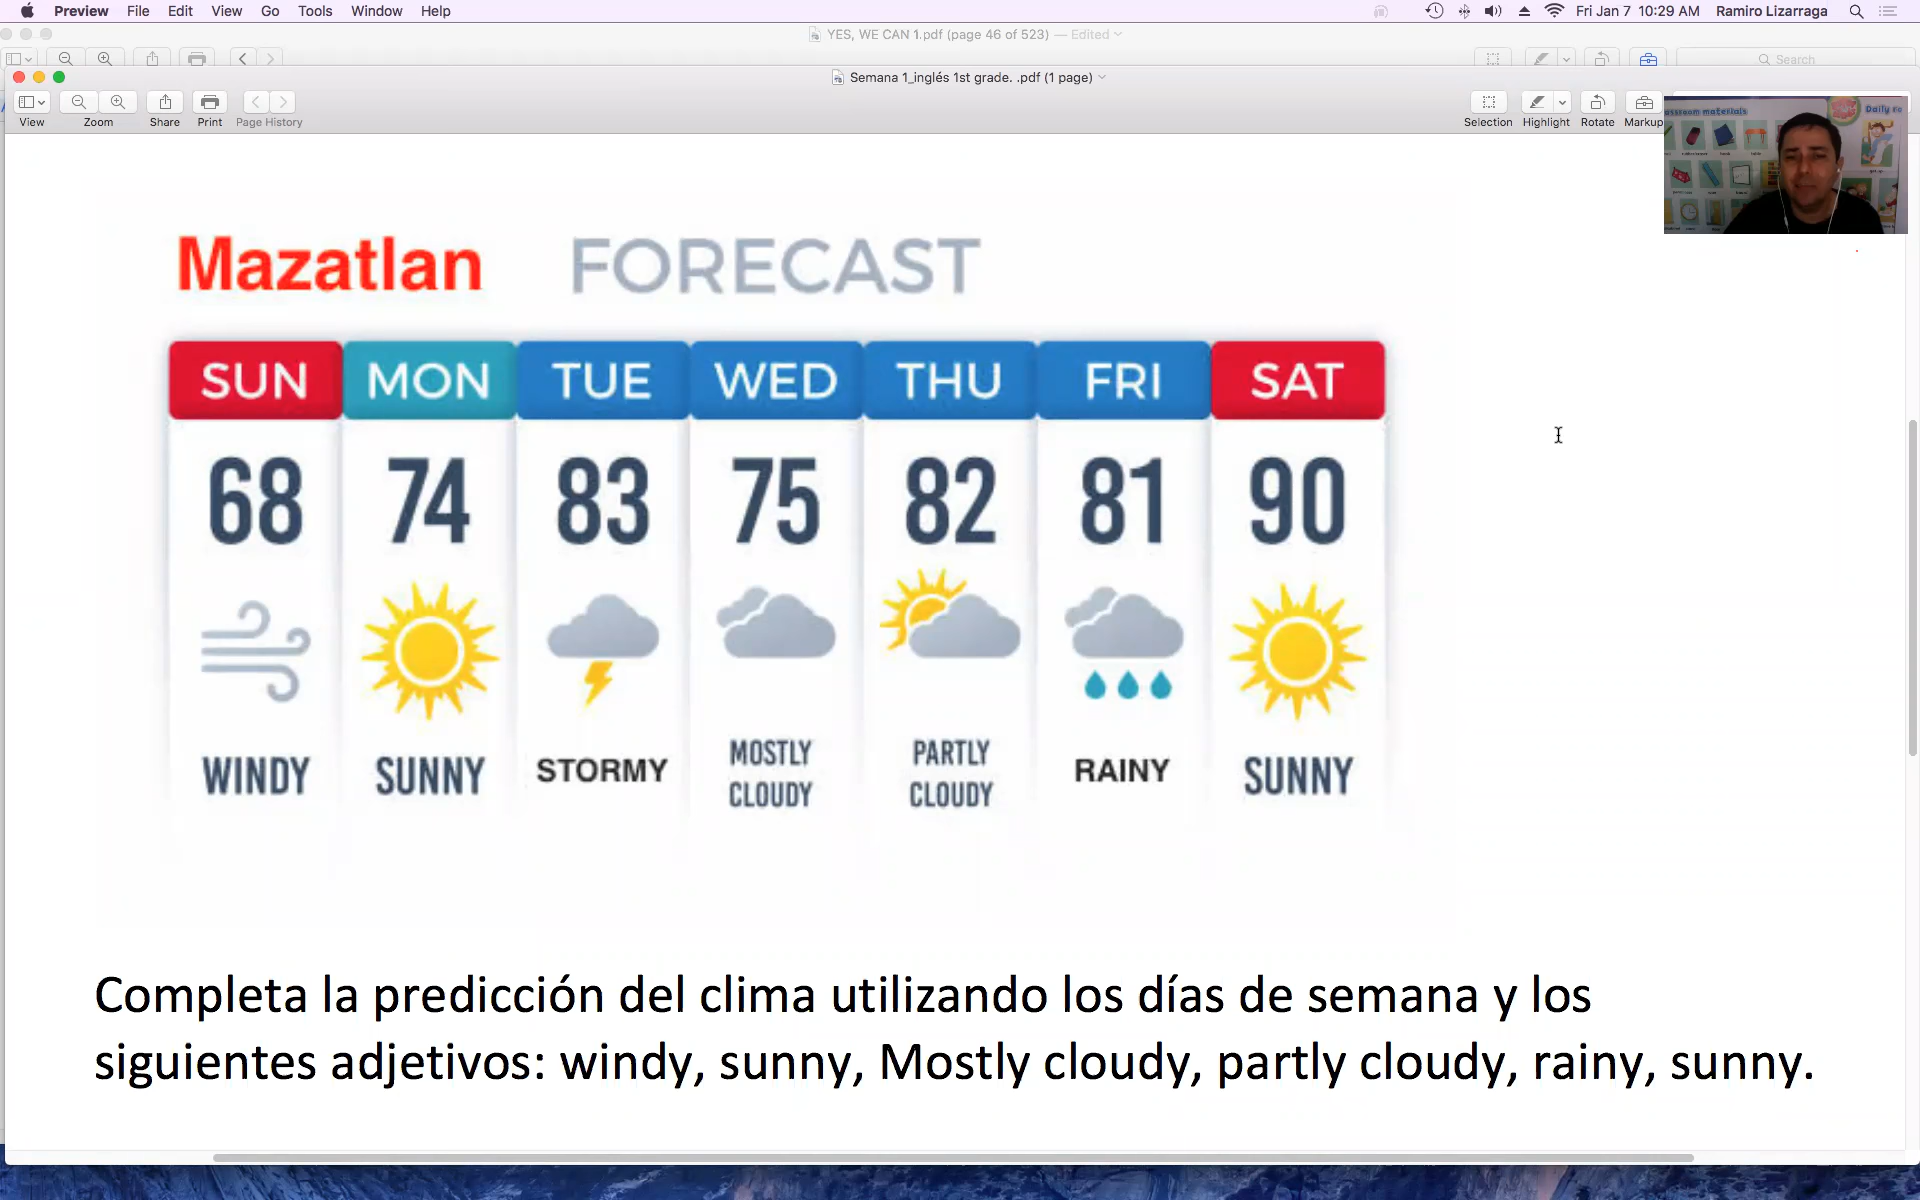 Preview File Edit View Go Tools Window Help Fri Jan 7 10:29 AM Ramiro Lizarraga
YES, WE CAN 1.pdf (page 46 of 523) — Edited
Search
Semana 1_inglés 1st grade. .pdf (1 page)
View Zoom Share Print Page History Selection Highlight Rotate Markup
Mazatlan FORECAST
SUN MON TUE WED THU FRI SAT
68 74 83 75 82 81 90
WINDY SUNNY STORMY MOSTLY CLOUDY PARTLY CLOUDY RAINY SUNNY
Completa la predicción del clima utilizando los días de semana y los
siguientes adjetivos: windy, sunny, Mostly cloudy, partly cloudy, rainy, sunny.